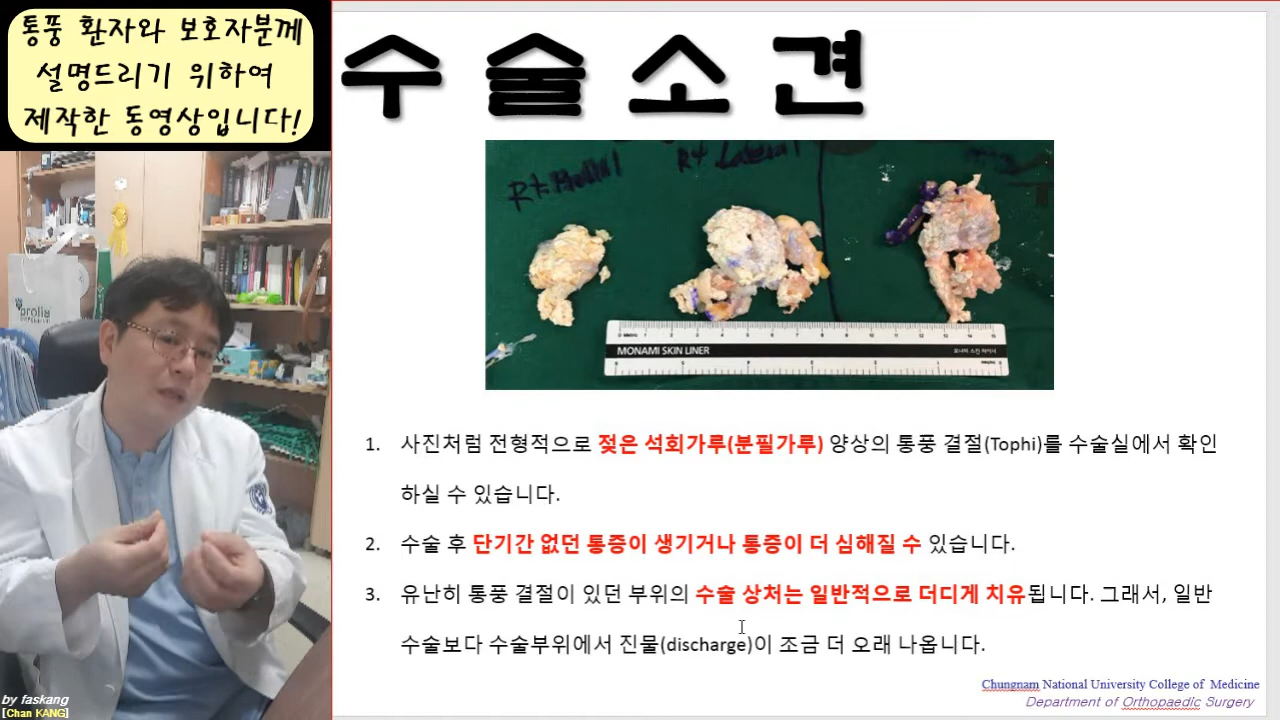 통풍 환자와 보호자분께
설명드리기 위하여
제작한 동영상입니다!
수술소견
Rt Lateral
MONAMI SKIN LINER
prolia
1. 사진처럼 전형적으로 젖은 석회가루(분필가루) 양상의 통풍 결절(Tophi)를 수술실에서 확인
하실 수 있습니다.
2. 수술 후 단기간 없던 통증이 생기거나 통증이 더 심해질 수 있습니다.
3. 유난히 통풍 결절이 있던 부위의 수술 상처는 일반적으로 더디게 치유됩니다. 그래서, 일반
수술보다 수술부위에서 진물(discharge)이 조금 더 오래 나옵니다.
by faskang
[Chan KANG]
Chungnam National University College of Medicine
Department of Orthopaedic Surgery